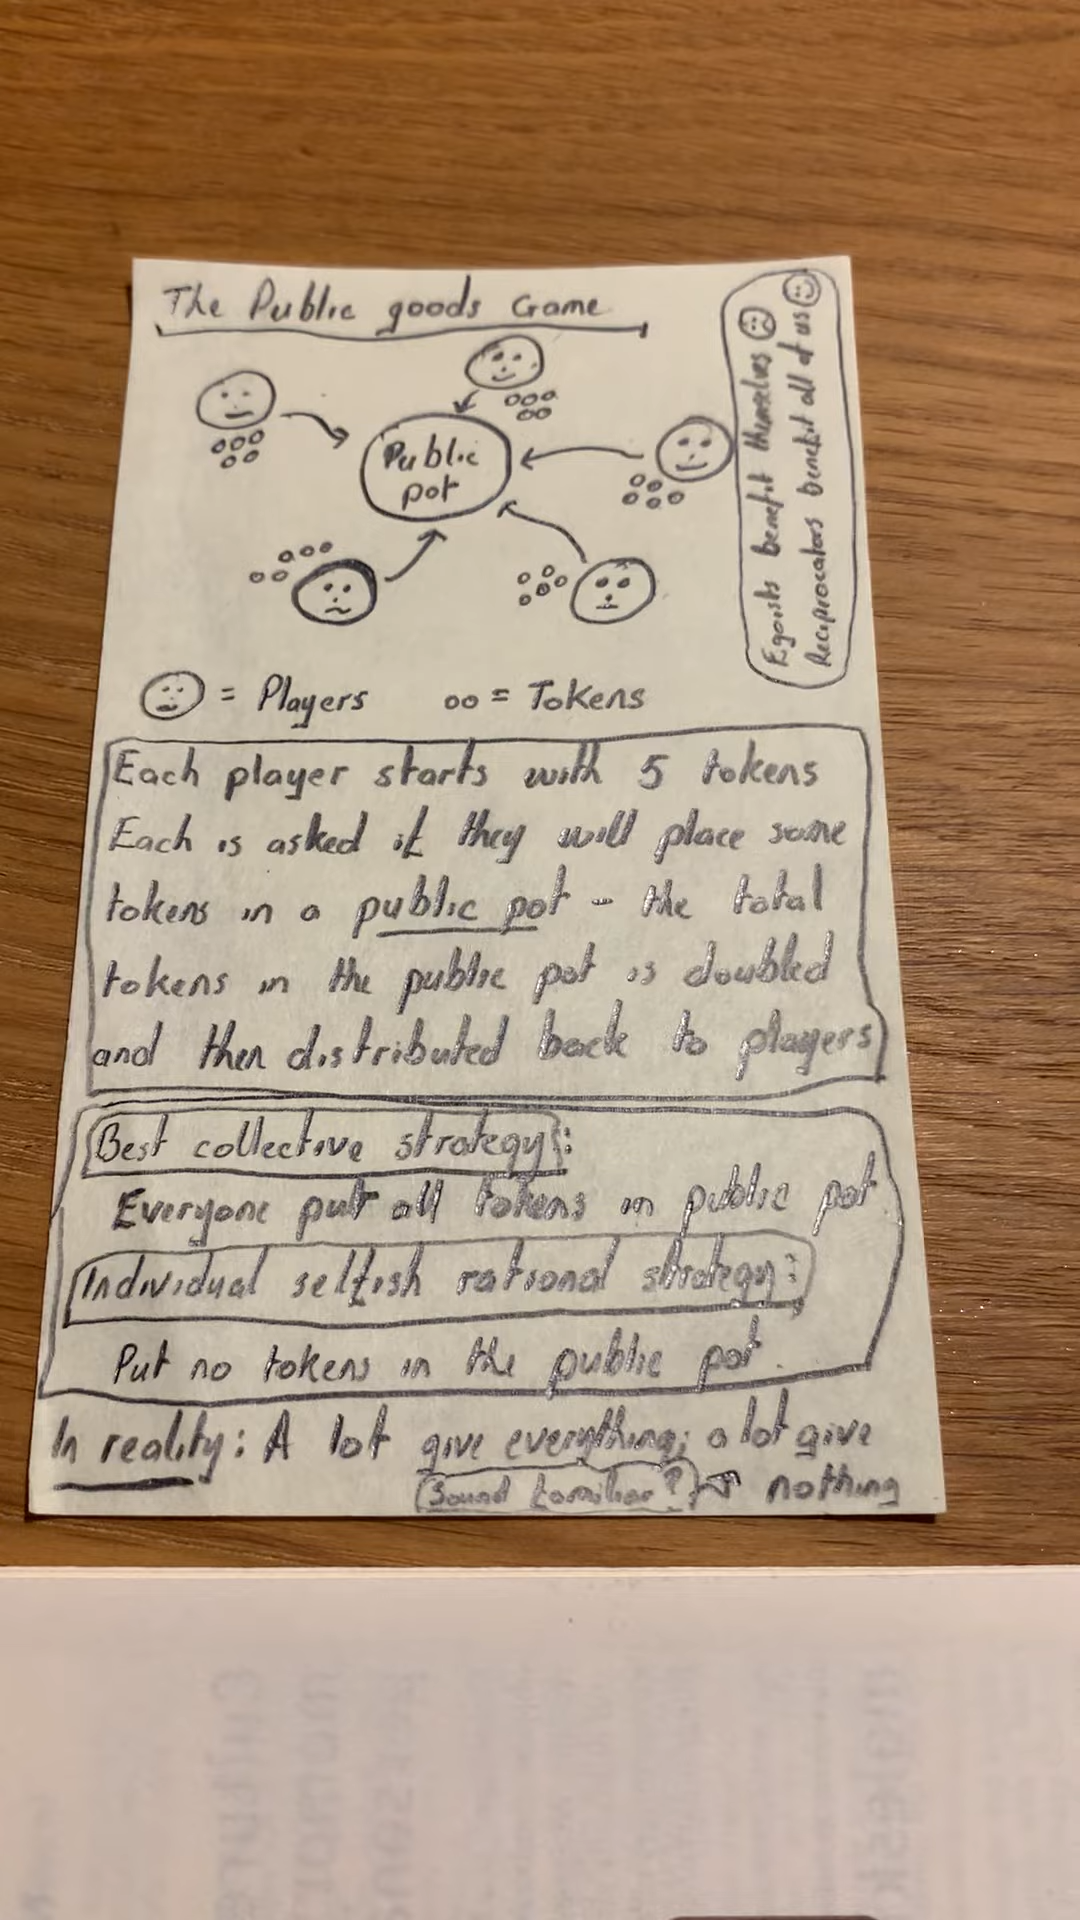 The Public goods Game
Public
pot
Egoists benefit themselves
Reciprocators benefit all of us
= Players
= Tokens
Each player starts with 5 tokens
Each is asked if they will place some
tokens in a public pot - the total
tokens in the public pot is doubled
and then distributed back to players
Best collective strategy:
Everyone put all tokens in public pot
Individual selfish rational strategy:
Put no tokens in the public pot.
In reality: A lot give everything; a lot give
nothing
Sound familiar?